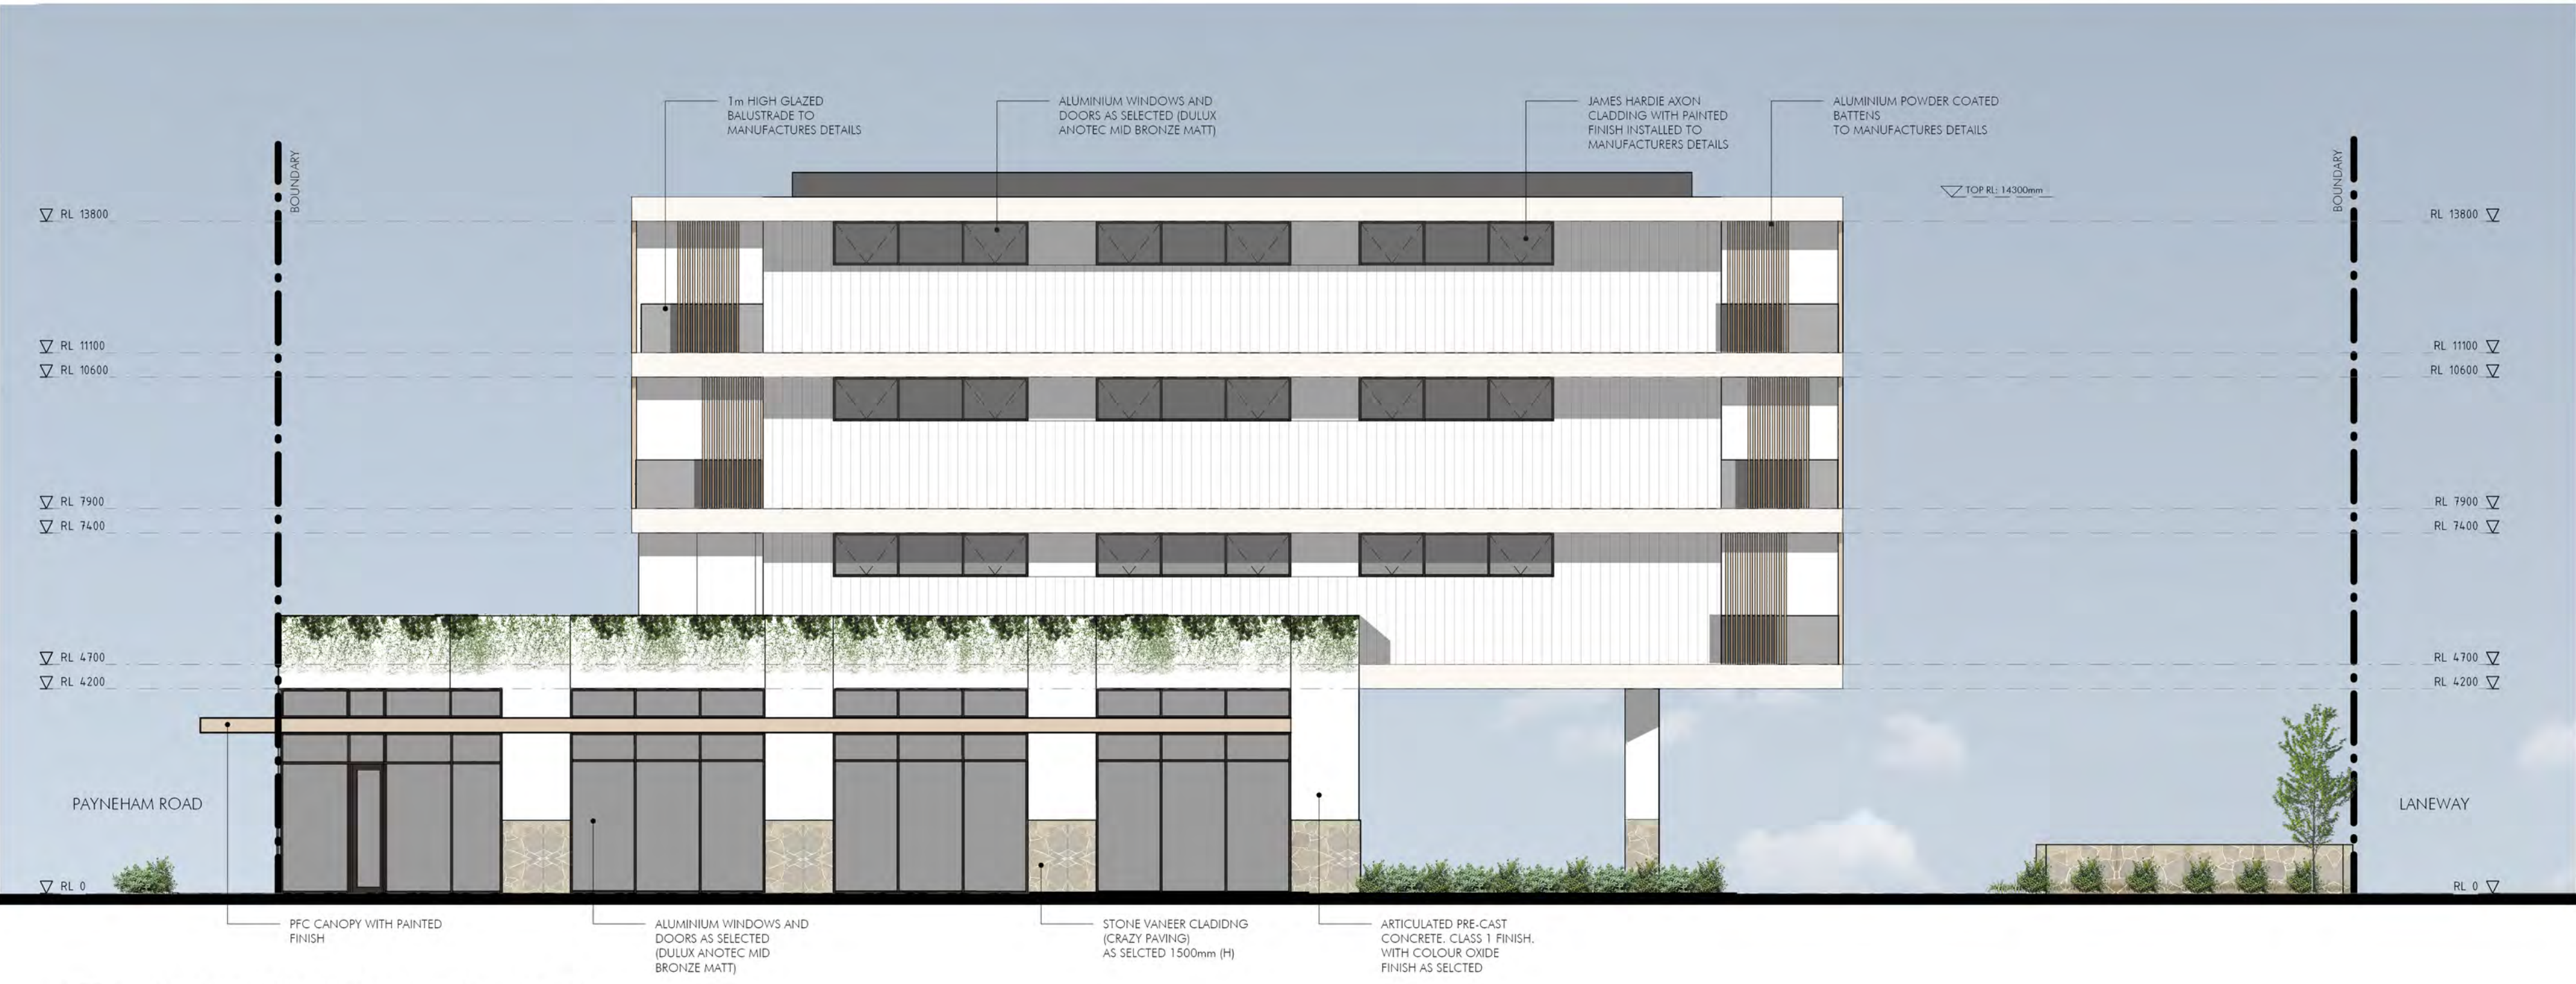 1m HIGH GLAZED
BALUSTRADE TO
MANUFACTURES DETAILS
ALUMINIUM WINDOWS AND
DOORS AS SELECTED (DULUX
ANOTEC MID BRONZE MATT)
JAMES HARDIE AXON
CLADDING WITH PAINTED
FINISH INSTALLED TO
MANUFACTURERS DETAILS
ALUMINIUM POWDER COATED
BATTENS
TO MANUFACTURES DETAILS
BOUNDARY
BOUNDARY
TOP RL: 14300mm
RL 13800
RL 13800
RL 11100
RL 11100
RL 10600
RL 10600
RL 7900
RL 7900
RL 7400
RL 7400
RL 4700
RL 4700
RL 4200
RL 4200
PAYNEHAM ROAD
LANEWAY
RL 0
RL 0
PFC CANOPY WITH PAINTED
FINISH
ALUMINIUM WINDOWS AND
DOORS AS SELECTED
(DULUX ANOTEC MID
BRONZE MATT)
STONE VANEER CLADIDNG
(CRAZY PAVING)
AS SELCTED 1500mm (H)
ARTICULATED PRE-CAST
CONCRETE. CLASS 1 FINISH.
WITH COLOUR OXIDE
FINISH AS SELCTED